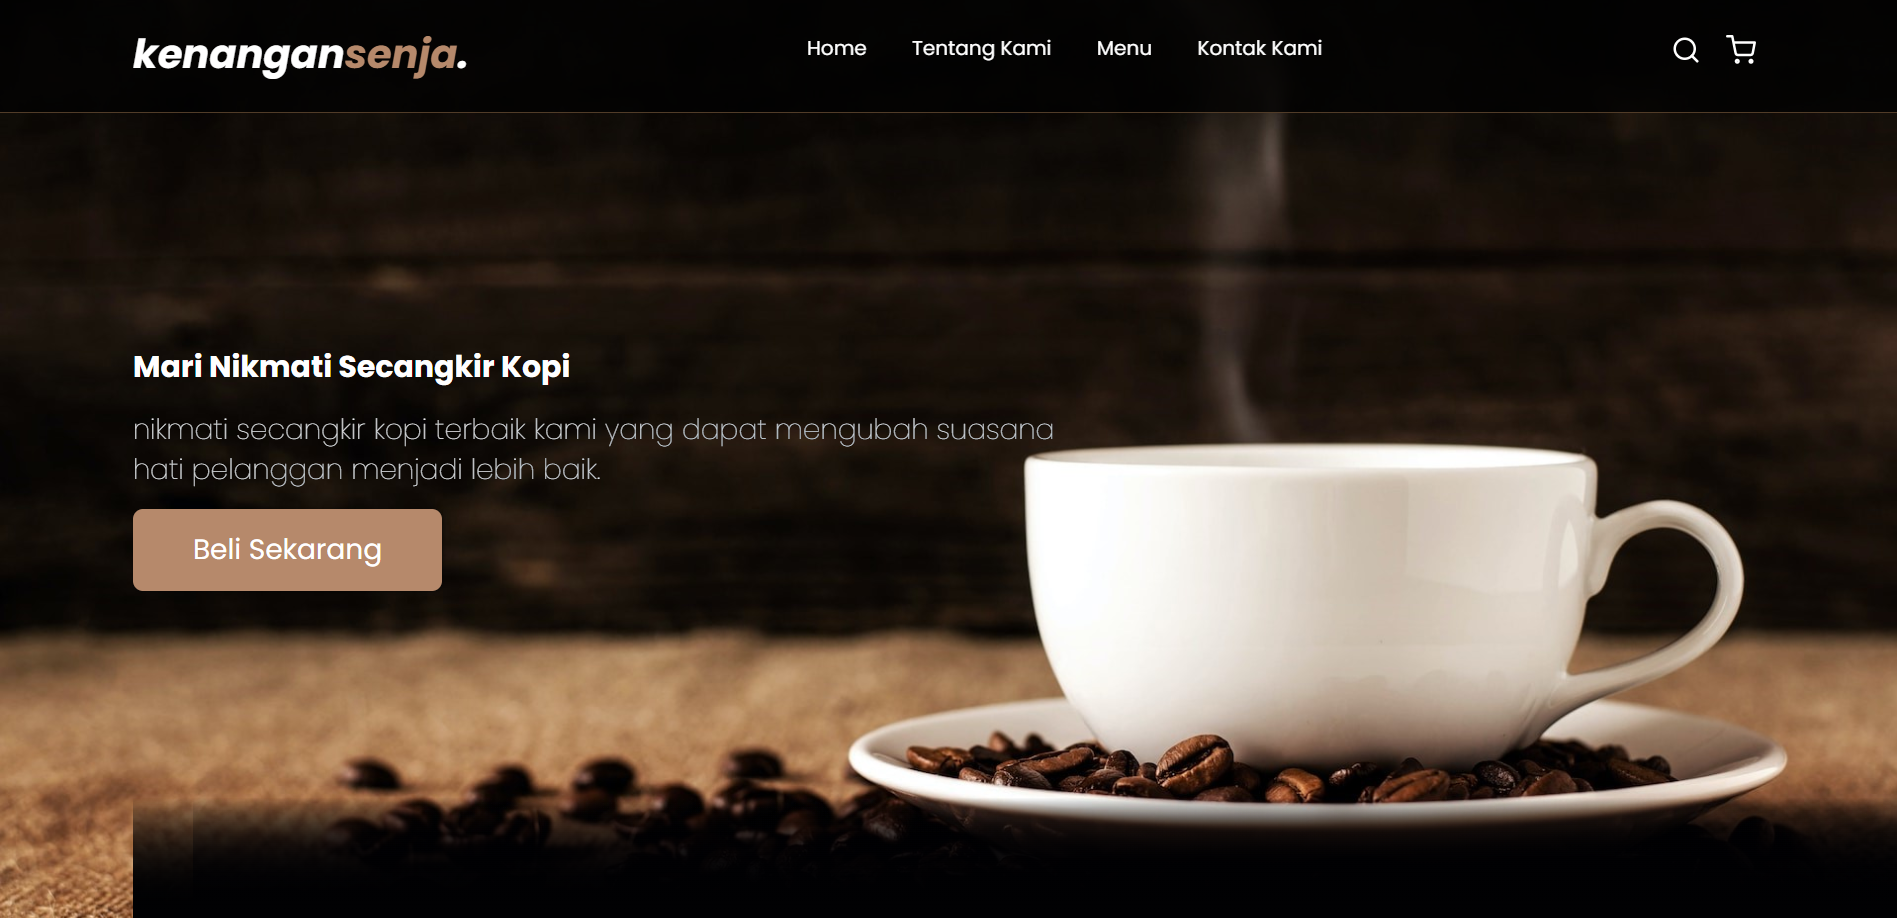 kenangansenja.
Home Tentang Kami Menu Kontak Kami
Mari Nikmati Secangkir Kopi
nikmati secangkir kopi terbaik kami yang dapat mengubah suasana
hati pelanggan menjadi lebih baik.
Beli Sekarang